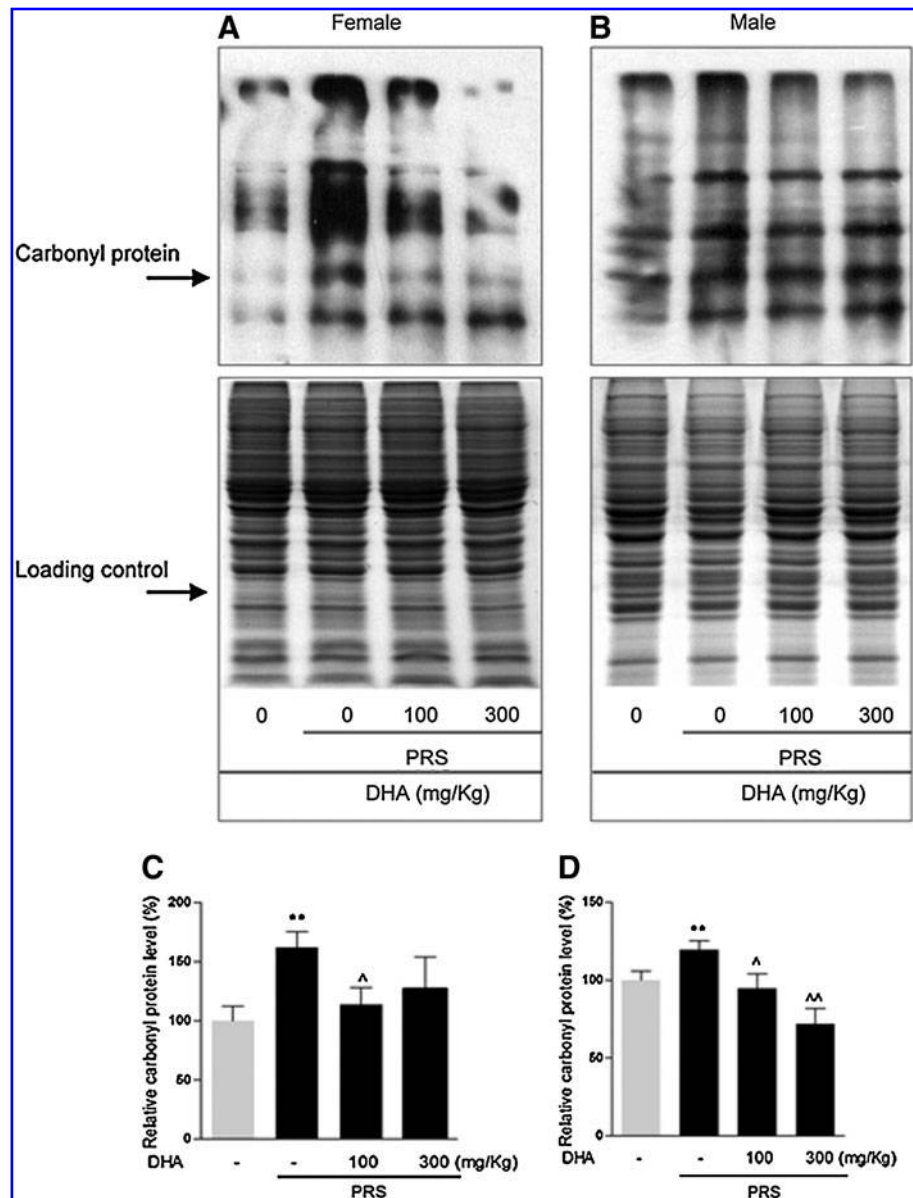 A Female
B Male
Carbonyl protein
Loading control
0 0 100 300
PRS
DHA (mg/Kg)
0 0 100 300
PRS
DHA (mg/Kg)
C
Relative carbonyl protein level (%)
200
150
100
50
0
••
^
DHA - - 100 300 (mg/Kg)
PRS
D
Relative carbonyl protein level (%)
150
100
50
0
••
^
^^
DHA - - 100 300 (mg/Kg)
PRS